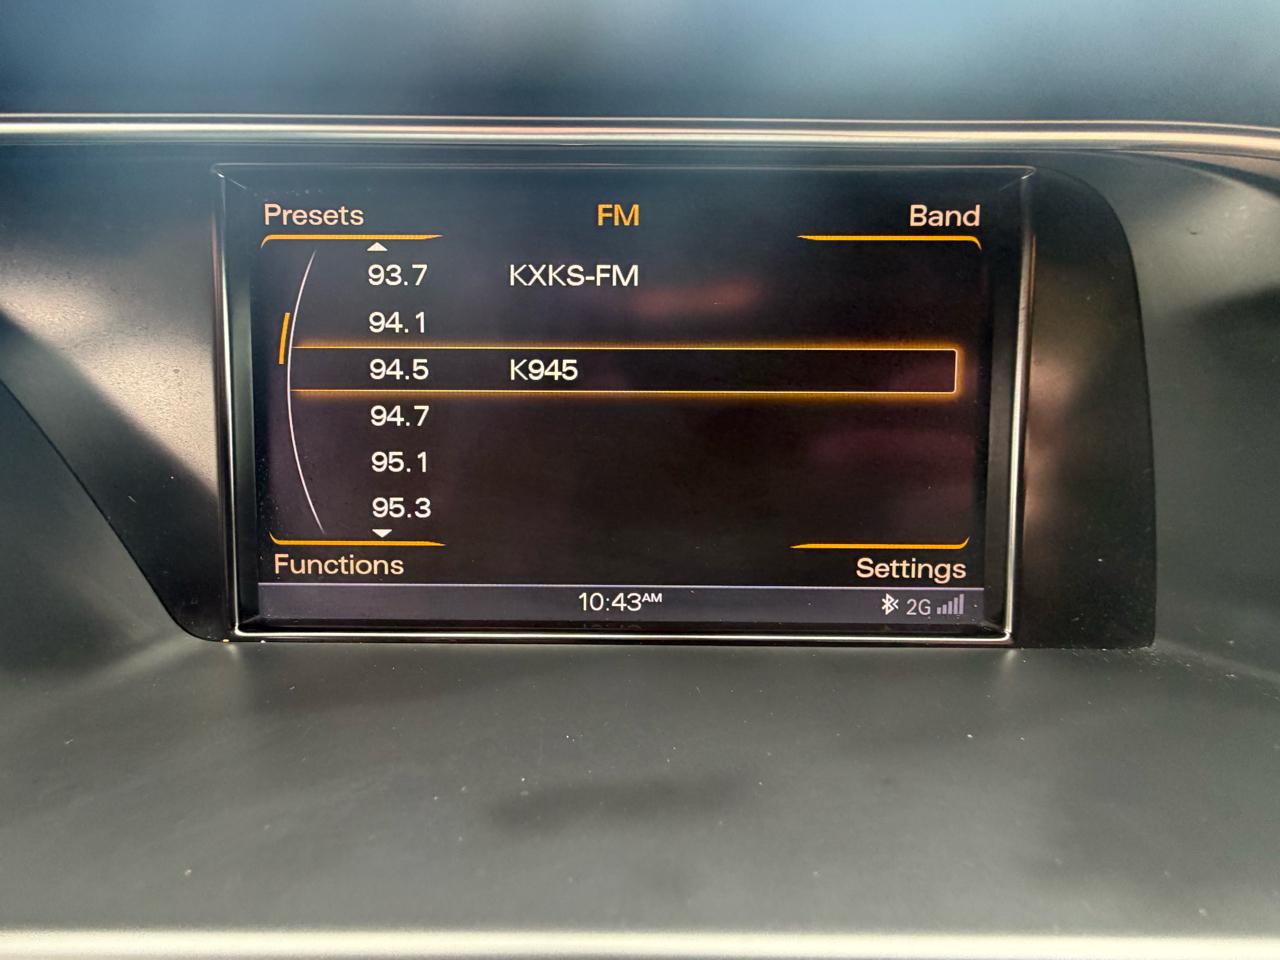 Presets FM Band
93.7 KXKS-FM
94.1
94.5 K945
94.7
95.1
95.3
Functions Settings
10:43AM 2G